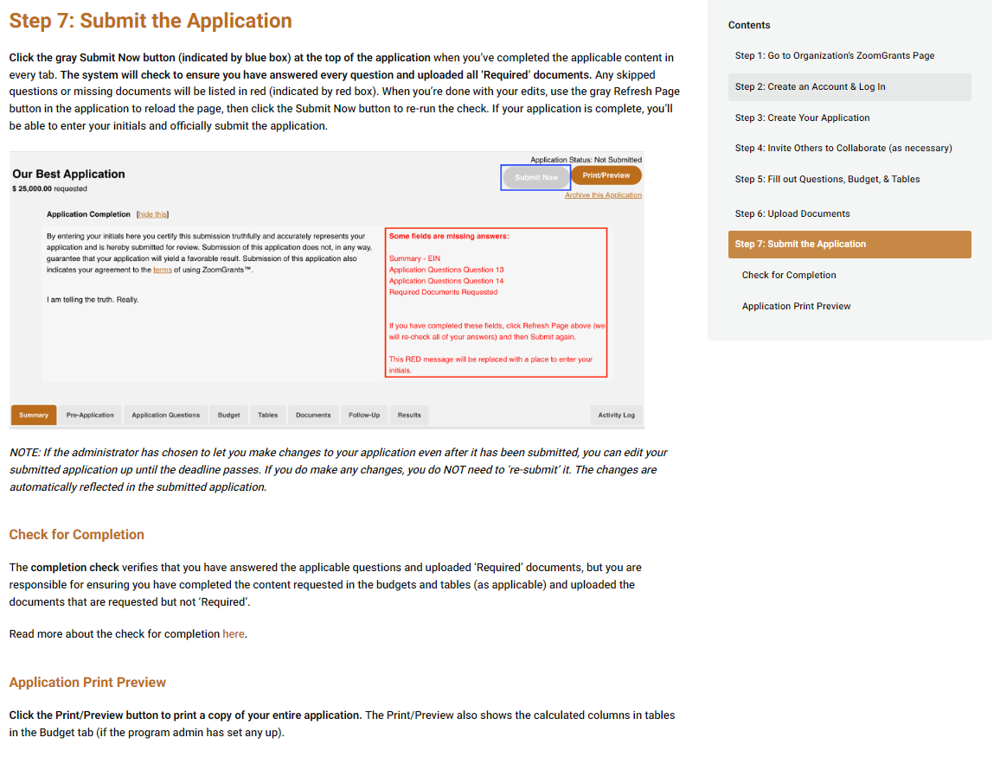 Step 7: Submit the Application
Click the gray Submit Now button (indicated by blue box) at the top of the application when you've completed the applicable content in
every tab. The system will check to ensure you have answered every question and uploaded all 'Required' documents. Any skipped
questions or missing documents will be listed in red (indicated by red box). When you're done with your edits, use the gray Refresh Page
button in the application to reload the page, then click the Submit Now button to re-run the check. If your application is complete, you'll
be able to enter your initials and officially submit the application.
Application Status: Not Submitted
Our Best Application
Submit Now
Print/Preview
$ 25,000.00 requested
Archive this Application
Application Completion [hide this]
By entering your initials here you certify this submission truthfully and accurately represents your
application and is hereby submitted for review. Submission of this application does not, in any way,
guarantee that your application will yield a favorable result. Submission of this application also
indicates your agreement to the terms of using ZoomGrants™.
I am telling the truth. Really.
Some fields are missing answers:
Summary - EIN
Application Questions Question 13
Application Questions Question 14
Required Documents Requested
If you have completed these fields, click Refresh Page above (we
will re-check all of your answers) and then Submit again.
This RED message will be replaced with a place to enter your
initials.
Summary
Pre-Application
Application Questions
Budget
Tables
Documents
Follow-Up
Results
Activity Log
NOTE: If the administrator has chosen to let you make changes to your application even after it has been submitted, you can edit your
submitted application up until the deadline passes. If you do make any changes, you do NOT need to 're-submit' it. The changes are
automatically reflected in the submitted application.
Check for Completion
The completion check verifies that you have answered the applicable questions and uploaded 'Required' documents, but you are
responsible for ensuring you have completed the content requested in the budgets and tables (as applicable) and uploaded the
documents that are requested but not 'Required'.
Read more about the check for completion here.
Application Print Preview
Click the Print/Preview button to print a copy of your entire application. The Print/Preview also shows the calculated columns in tables
in the Budget tab (if the program admin has set any up).
Contents
Step 1: Go to Organization's ZoomGrants Page
Step 2: Create an Account & Log In
Step 3: Create Your Application
Step 4: Invite Others to Collaborate (as necessary)
Step 5: Fill out Questions, Budget, & Tables
Step 6: Upload Documents
Step 7: Submit the Application
Check for Completion
Application Print Preview